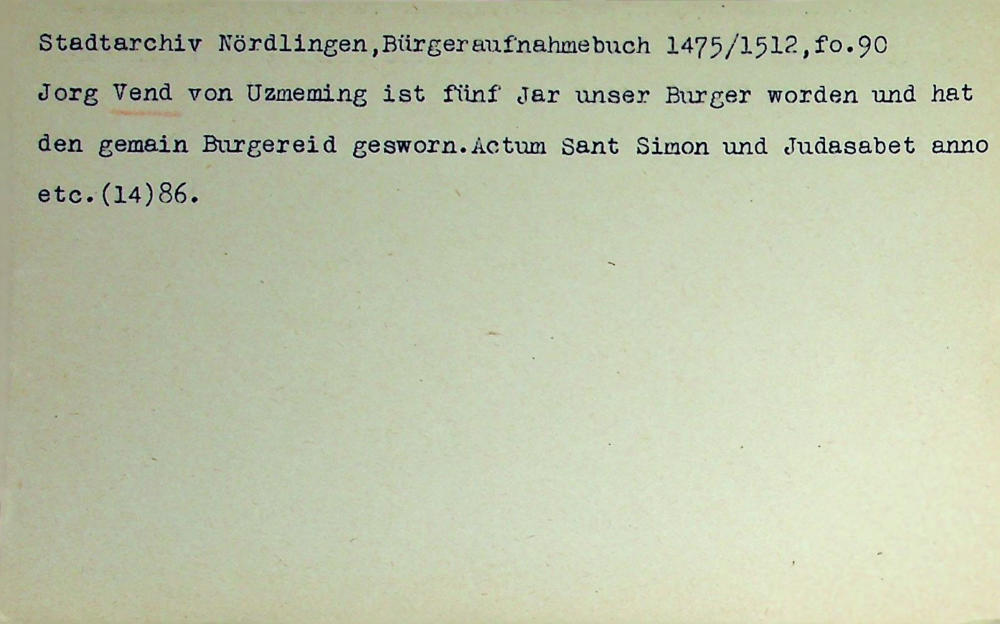 Stadtarchiv Nördlingen,Bürgeraufnahmebuch 1475/1512,fo.90
Jorg Vend von Uzmeming ist fünf Jar unser Burger worden und hat
den gemain Burgereid gesworn.Actum Sant Simon und Judasabet anno
etc.(14)86.